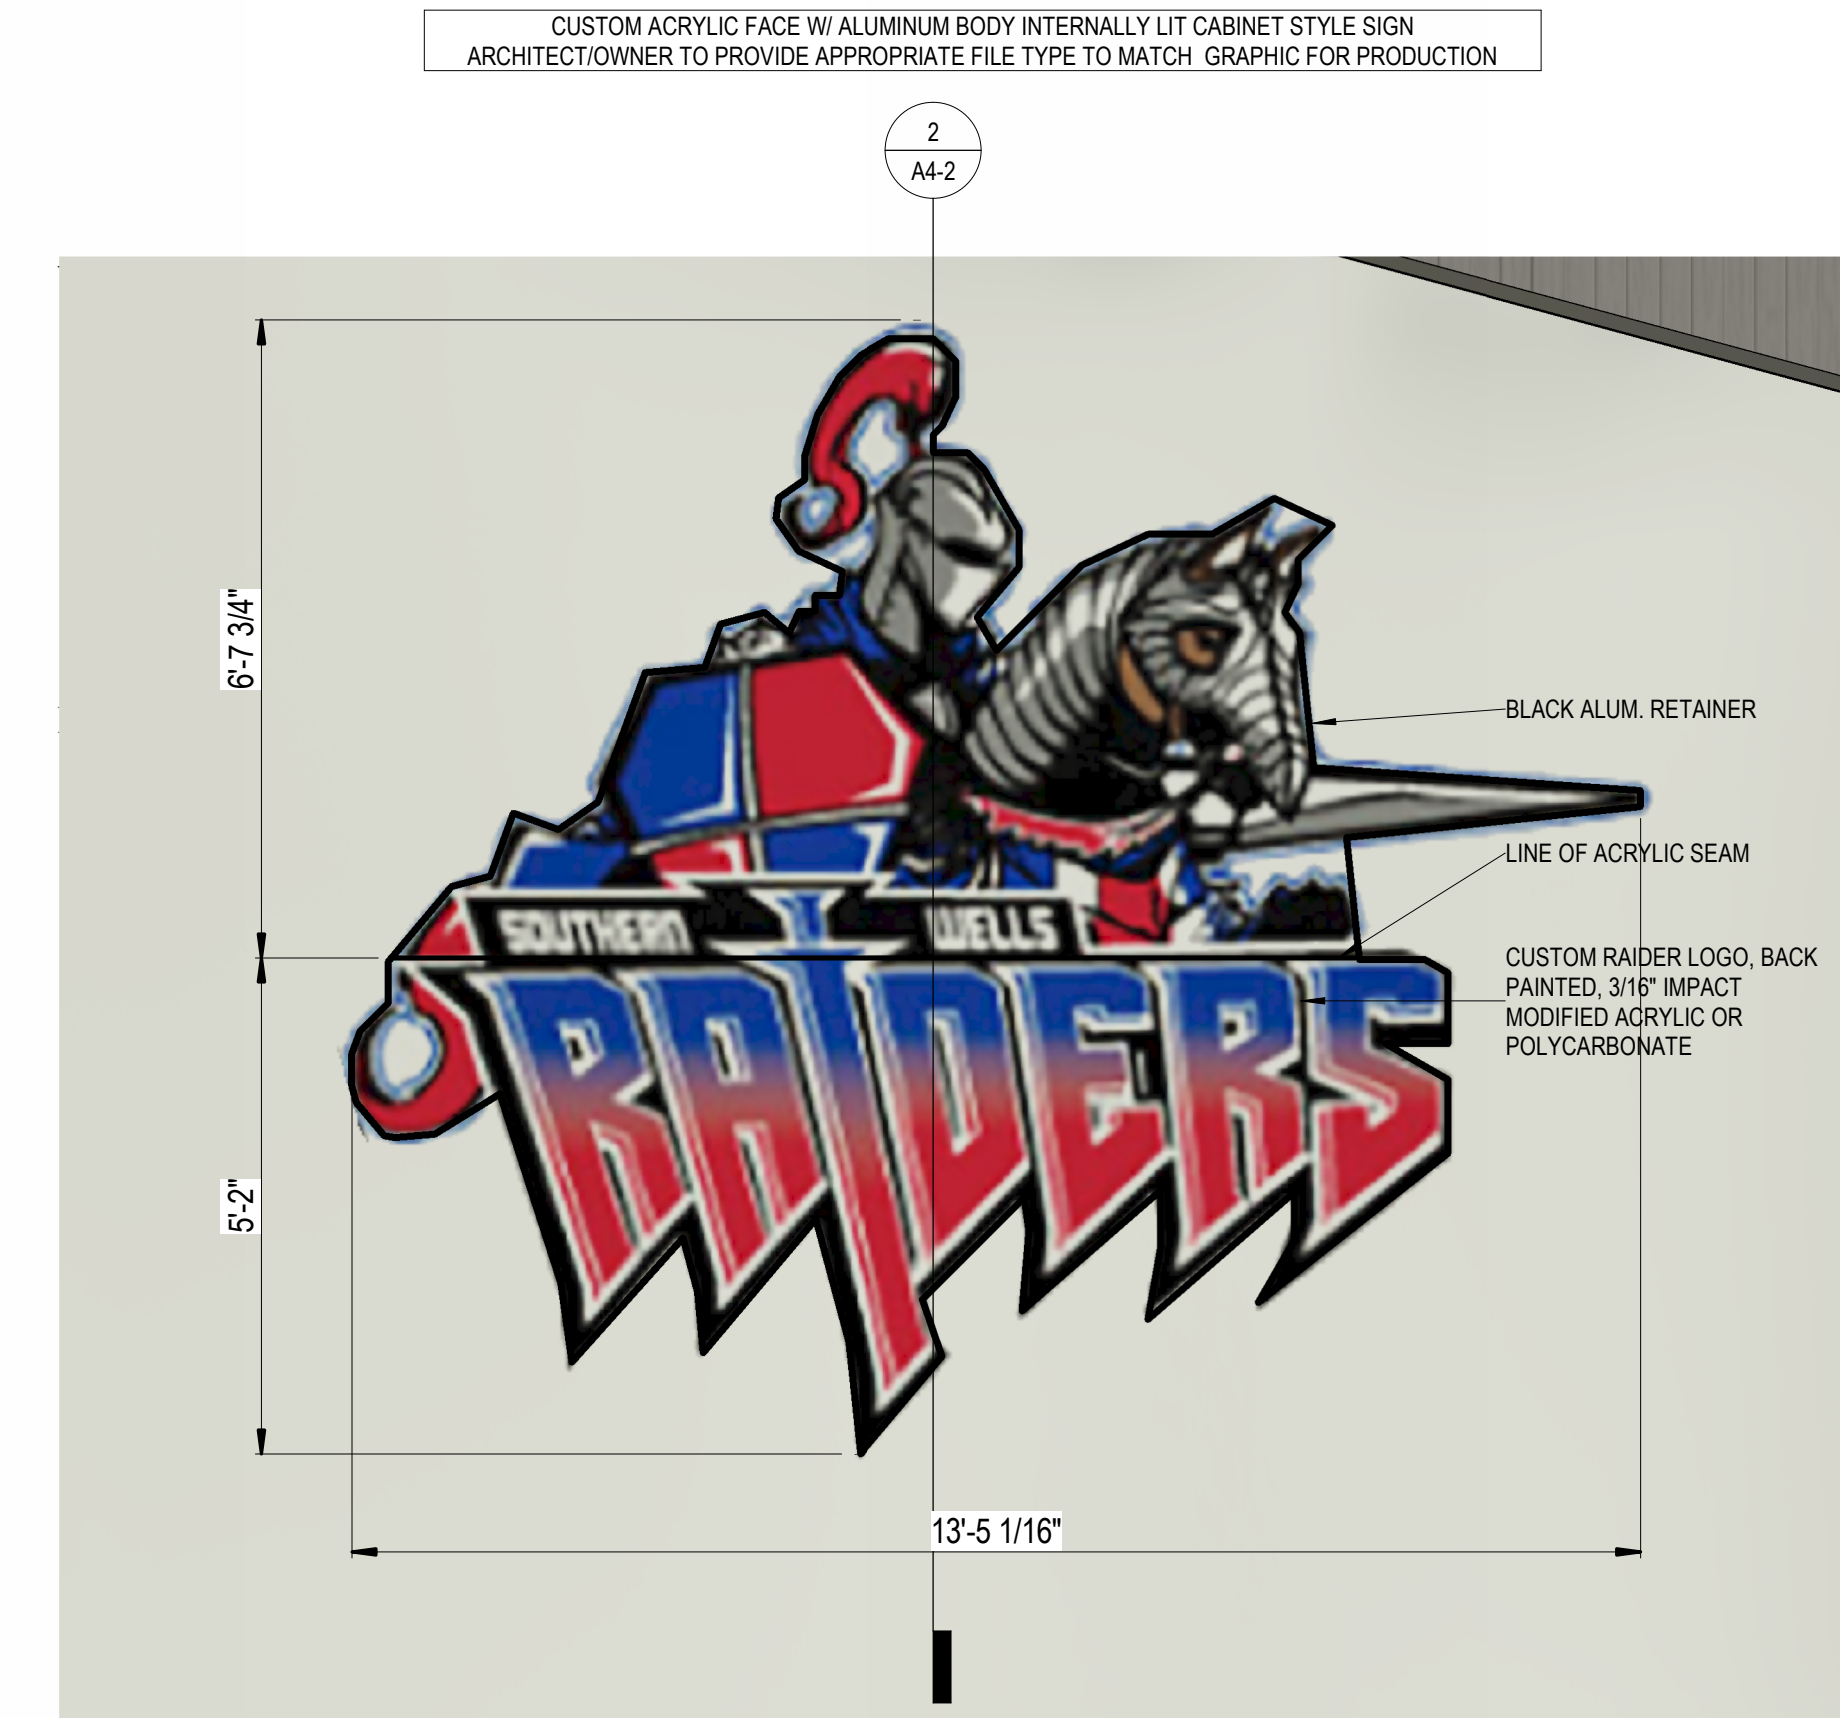 CUSTOM ACRYLIC FACE W/ ALUMINUM BODY INTERNALLY LIT CABINET STYLE SIGN
ARCHITECT/OWNER TO PROVIDE APPROPRIATE FILE TYPE TO MATCH GRAPHIC FOR PRODUCTION
2
A4-2
6'-7 3/4"
BLACK ALUM. RETAINER
LINE OF ACRYLIC SEAM
SOUTHERN WELLS
RAIDERS
CUSTOM RAIDER LOGO, BACK
PAINTED, 3/16" IMPACT
MODIFIED ACRYLIC OR
POLYCARBONATE
5'-2"
13'-5 1/16"